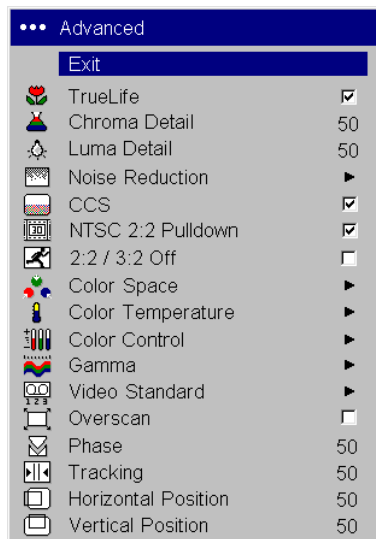 Advanced
Exit
TrueLife
Chroma Detail 50
Luma Detail 50
Noise Reduction
CCS
NTSC 2:2 Pulldown
2:2 / 3:2 Off
Color Space
Color Temperature
Color Control
Gamma
Video Standard
Overscan
Phase 50
Tracking 50
Horizontal Position 50
Vertical Position 50